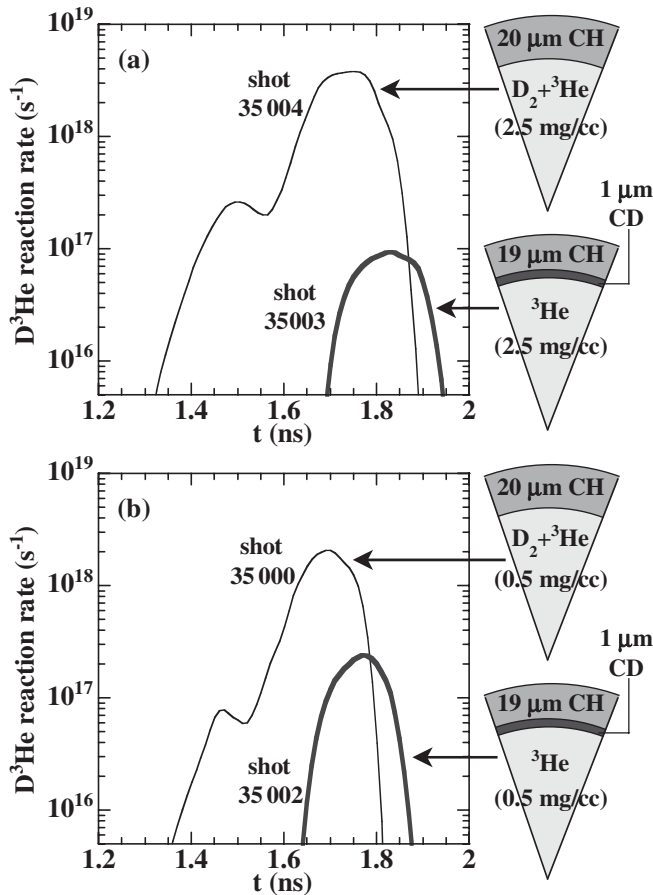 D³He reaction rate (s⁻¹)
10¹⁹
10¹⁸
10¹⁷
10¹⁶
(a)
shot
35 004
shot
35003
1.2 1.4 1.6 1.8 2
t (ns)
20 μm CH
D₂+³He
(2.5 mg/cc)
1 μm
CD
19 μm CH
³He
(2.5 mg/cc)
D³He reaction rate (s⁻¹)
10¹⁹
10¹⁸
10¹⁷
10¹⁶
(b)
shot
35 000
shot
35 002
1.2 1.4 1.6 1.8 2
t (ns)
20 μm CH
D₂+³He
(0.5 mg/cc)
1 μm
CD
19 μm CH
³He
(0.5 mg/cc)